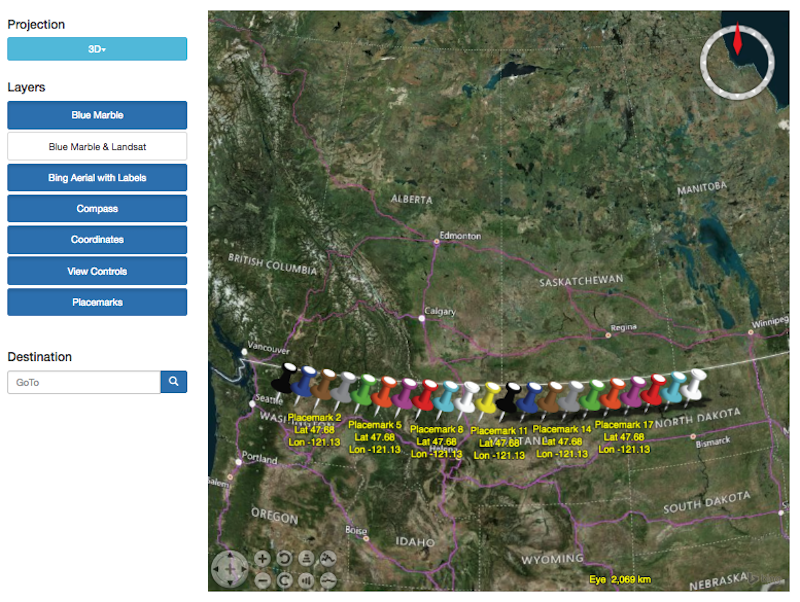 Projection
3D
Layers
Blue Marble
Blue Marble & Landsat
Bing Aerial with Labels
Compass
Coordinates
View Controls
Placemarks
Destination
GoTo
ALBERTA
MANITOBA
Edmonton
BRITISH COLUMBIA
SASKATCHEWAN
Calgary
Regina
Winnipeg
Vancouver
Seattle
Placemark 2
Lat 47.68
Lon -121.13
Placemark 5
Lat 47.68
Lon -121.13
Placemark 8
Lat 47.68
Lon -121.13
Placemark 11
Lat 47.68
Lon -121.13
Placemark 14
Lat 47.68
Lon -121.13
Placemark 17
Lat 47.68
Lon -121.13
NORTH DAKOTA
Bismarck
Helena
Portland
Salem
OREGON
Boise
IDAHO
SOUTH DAKOTA
WYOMING
NEBRASKA
Eye 2,069 km